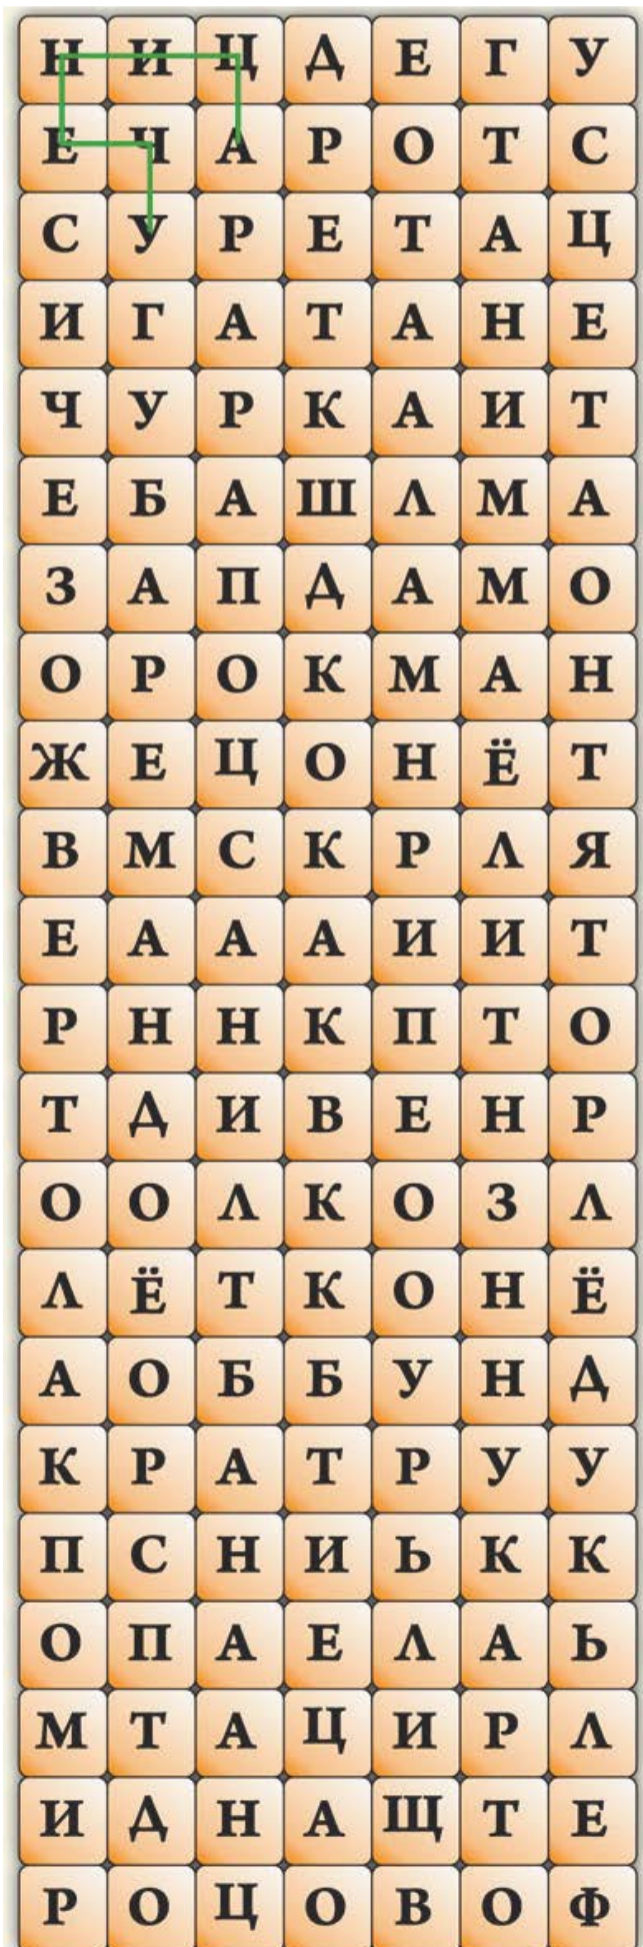 Н И Ц Д Е Г У
Е Ч А Р О Т С
С У Р Е Т А Ц
И Г А Т А Н Е
Ч У Р К А И Т
Е Б А Ш Л М А
З А П Д А М О
О Р О К М А Н
Ж Е Ц О Н Ё Т
В М С К Р Л Я
Е А А А И И Т
Р Н Н К П Т О
Т Д И В Е Н Р
О О Л К О З Л
Л Ё Т К О Н Ё
А О Б Б У Н Д
К Р А Т Р У У
П С Н И Ь К К
О П А Е Л А Ь
М Т А Ц И Р Л
И Д Н А Щ Т Е
Р О Ц О В О Ф